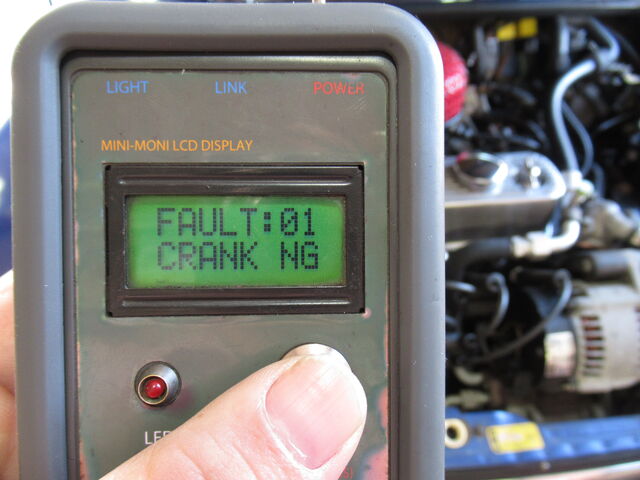 LIGHT LINK POWER
MINI-MONI LCD DISPLAY
FAULT:01
CRANK NG